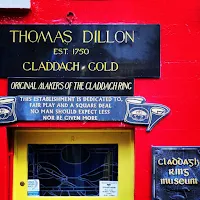 THOMAS DILLON
EST. 1750
CLADDAGH GOLD
ORIGINAL MAKERS OF THE CLADDAGH RING
THIS ESTABLISHMENT IS DEDICATED TO,
FAIR PLAY AND A SQUARE DEAL
NO MAN SHOULD EXPECT LESS
NOR BE GIVEN MORE
CLADDAGH
RING
MUSEUM